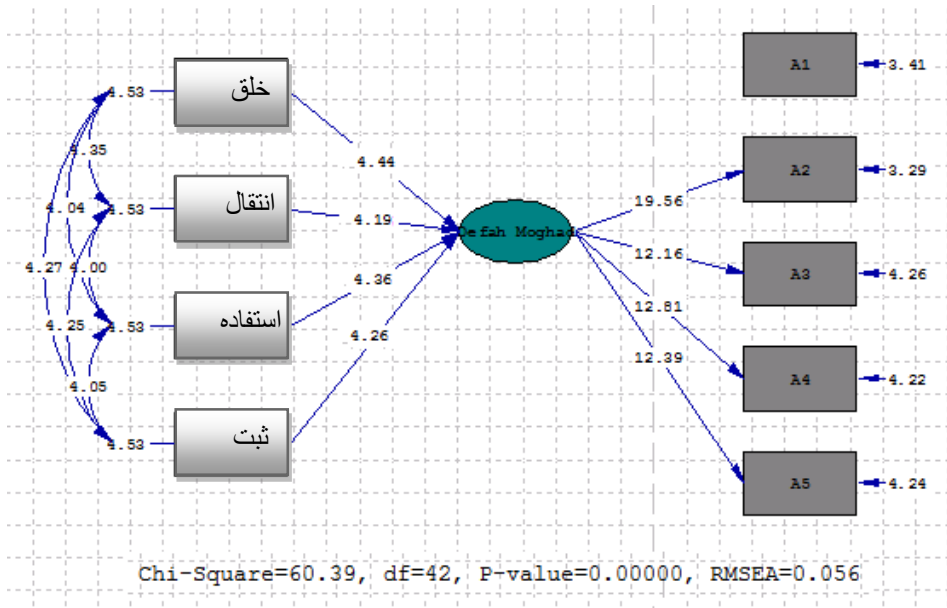 4.53
خلق
4.53
انتقال
4.53
استفاده
4.53
ثبت
4.35
4.04
4.27
4.00
4.25
4.05
4.44
4.19
4.36
4.26
Defah Moghad
19.56
12.16
12.81
12.39
A1
3.41
A2
3.29
A3
4.26
A4
4.22
A5
4.24
Chi-Square=60.39, df=42, P-value=0.00000, RMSEA=0.056